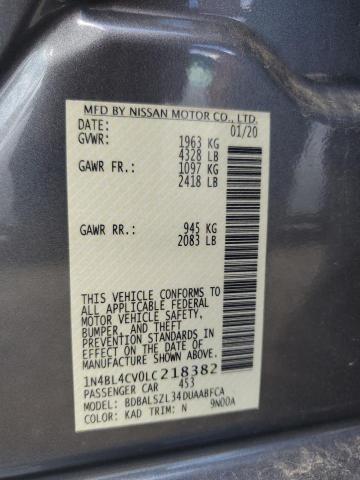 MFD BY NISSAN MOTOR CO., LTD.
DATE: 01/20
GVWR: 1963 KG
4328 LB
GAWR FR.: 1097 KG
2418 LB
GAWR RR.: 945 KG
2083 LB
THIS VEHICLE CONFORMS TO
ALL APPLICABLE FEDERAL
MOTOR VEHICLE SAFETY,
BUMPER, AND THEFT
PREVENTION STANDARDS IN
EFFECT ON THE DATE OF
MANUFACTURE SHOWN ABOVE.
1N4BL4CV0LC218382
PASSENGER CAR 453
MODEL: BDBALSZL34DUAABFCA
COLOR: KAD TRIM: N 9N00A